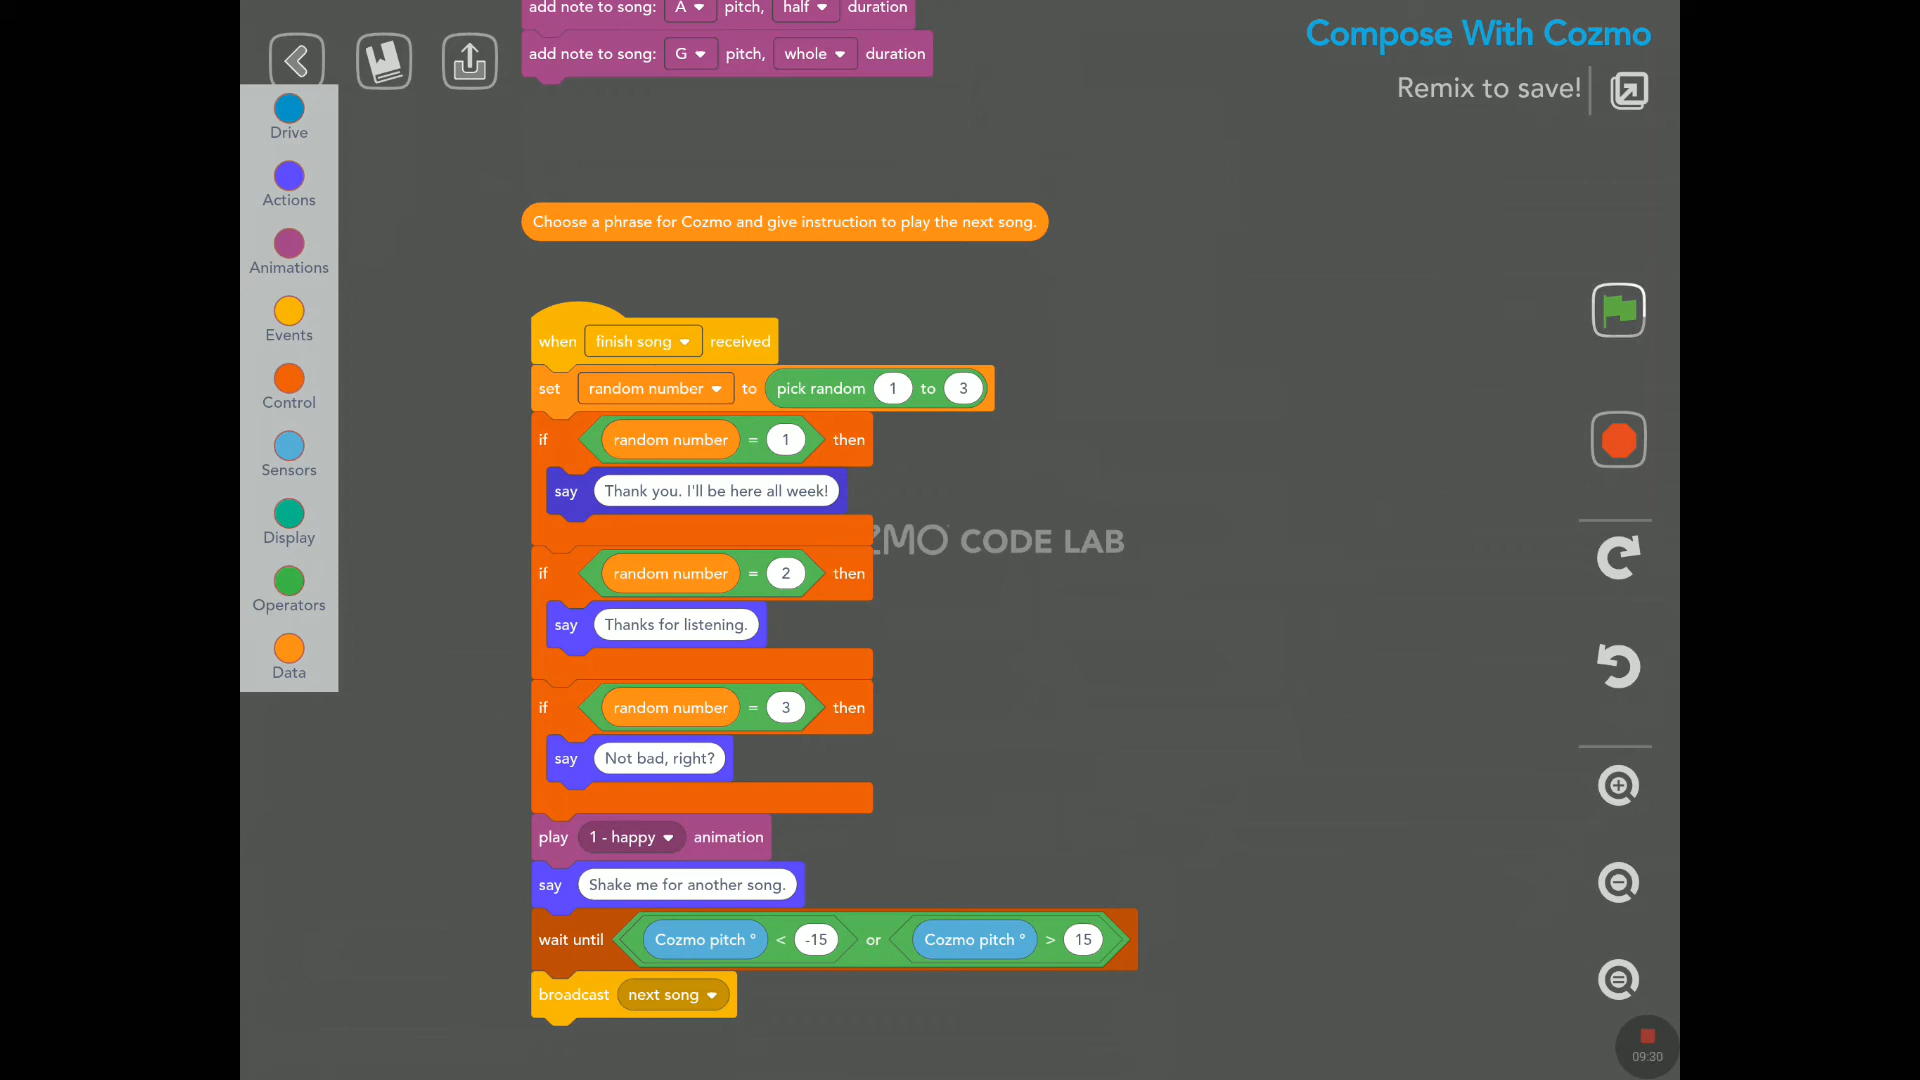 add note to song: A pitch, half duration
Compose With Cozmo
add note to song: G pitch, whole duration
Remix to save!
Drive
Actions
Animations
Events
Control
Sensors
Display
Operators
Data
Choose a phrase for Cozmo and give instruction to play the next song.
when finish song received
set random number to pick random 1 to 3
if random number = 1 then
say Thank you. I'll be here all week!
ZMO CODE LAB
if random number = 2 then
say Thanks for listening.
if random number = 3 then
say Not bad, right?
play 1 - happy animation
say Shake me for another song.
wait until Cozmo pitch ° < -15 or Cozmo pitch ° > 15
broadcast next song
09:30